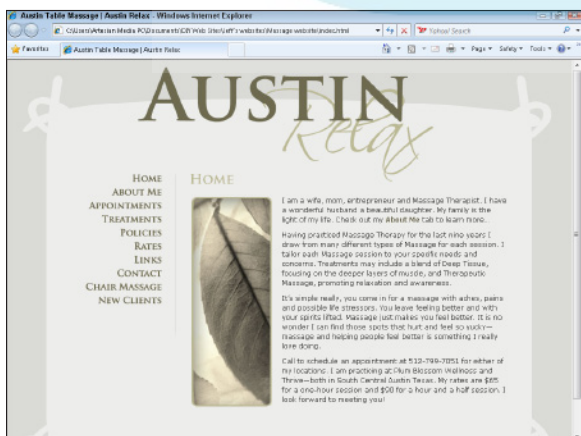 Austin Table Massage | Austin Relax - Windows Internet Explorer
Yahoo! Search
Favorites
Austin Table Massage | Austin Relax
Page
Safety
Tools
AUSTIN
Relax
HOME
ABOUT ME
APPOINTMENTS
TREATMENTS
POLICIES
RATES
LINKS
CONTACT
CHAIR MASSAGE
NEW CLIENTS
HOME
I am a wife, mom, entrepreneur and Massage Therapist. I have
a wonderful husband a beautiful daughter. My family is the
light of my life. Check out my About Me tab to learn more.
Having practiced Massage Therapy for the last nine years I
draw from many different types of Massage for each session. I
tailor each Massage session to your specific needs and
concerns. Treatments may include a blend of Deep Tissue,
focusing on the deeper layers of muscle, and Therapeutic
Massage, promoting relaxation and awareness.
It's simple really, you come in for a massage with aches, pains
and possible life stressors. You leave feeling better and with
your spirits lifted. Massage just makes you feel better. It is no
wonder I can find those spots that hurt and feel so yucky—
massage and helping people feel better is something I really
love doing.
Call to schedule an appointment at 512-799-7051 for either of
my locations. I am practicing at Plum Blossom Wellness and
Thrive—both in South Central Austin Texas. My rates are $65
for a one-hour session and $90 for a hour and a half session. I
look forward to meeting you!